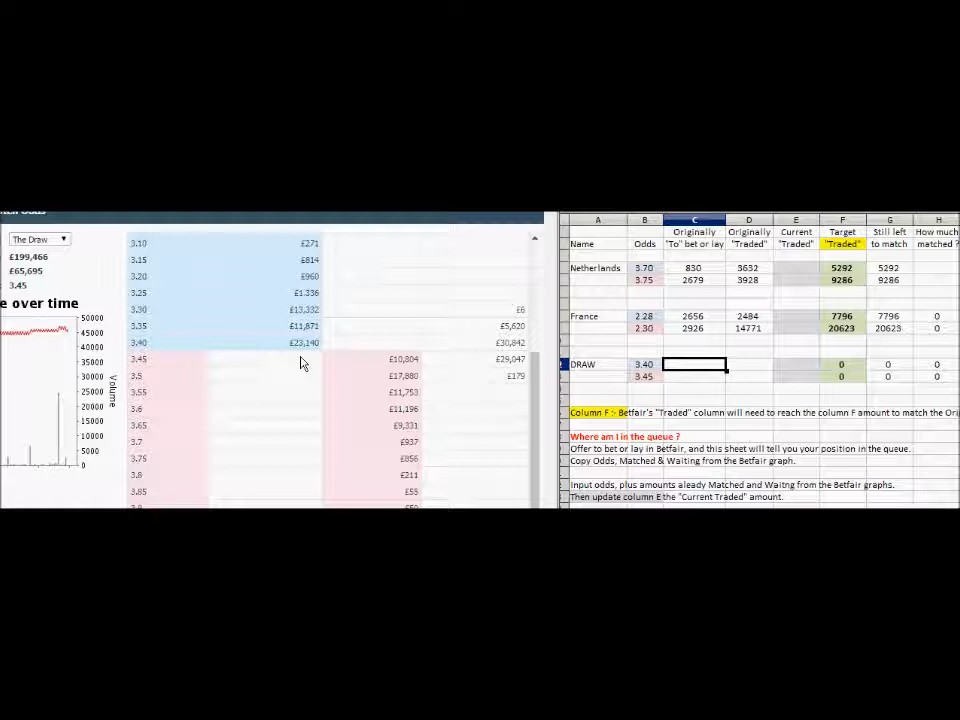 The Draw
£199,466
£65,695
3.45
e over time
50000
45000
40000
35000
30000
25000
20000
15000
10000
5000
0
Volume
3.10 £271
3.15 £814
3.20 £960
3.25 £1,336
3.30 £13,332 £6
3.35 £11,871 £5,620
3.40 £23,140 £30,842
3.45 £10,804 £29,047
3.5 £17,880 £179
3.55 £11,753
3.6 £11,196
3.65 £9,331
3.7 £937
3.75 £856
3.8 £211
3.85 £55
A B C D E F G H
Originally Originally Current Target Still left How much
Name Odds "To" bet or lay "Traded" "Traded" "Traded" to match matched ?
Netherlands 3.70 830 3632 5292 5292
3.75 2679 3928 9286 9286
France 2.28 2656 2484 7796 7796 0
2.30 2926 14771 20623 20623 0
DRAW 3.40 0 0 0
3.45 0 0 0
Column F :- Betfair's "Traded" column will need to reach the column F amount to match the Ori
Where am I in the queue ?
Offer to bet or lay in Betfair, and this sheet will tell you your position in the queue.
Copy Odds, Matched & Waiting from the Betfair graph.
Input odds, plus amounts aleady Matched and Waitng from the Betfair graphs.
Then update column E the "Current Traded" amount.